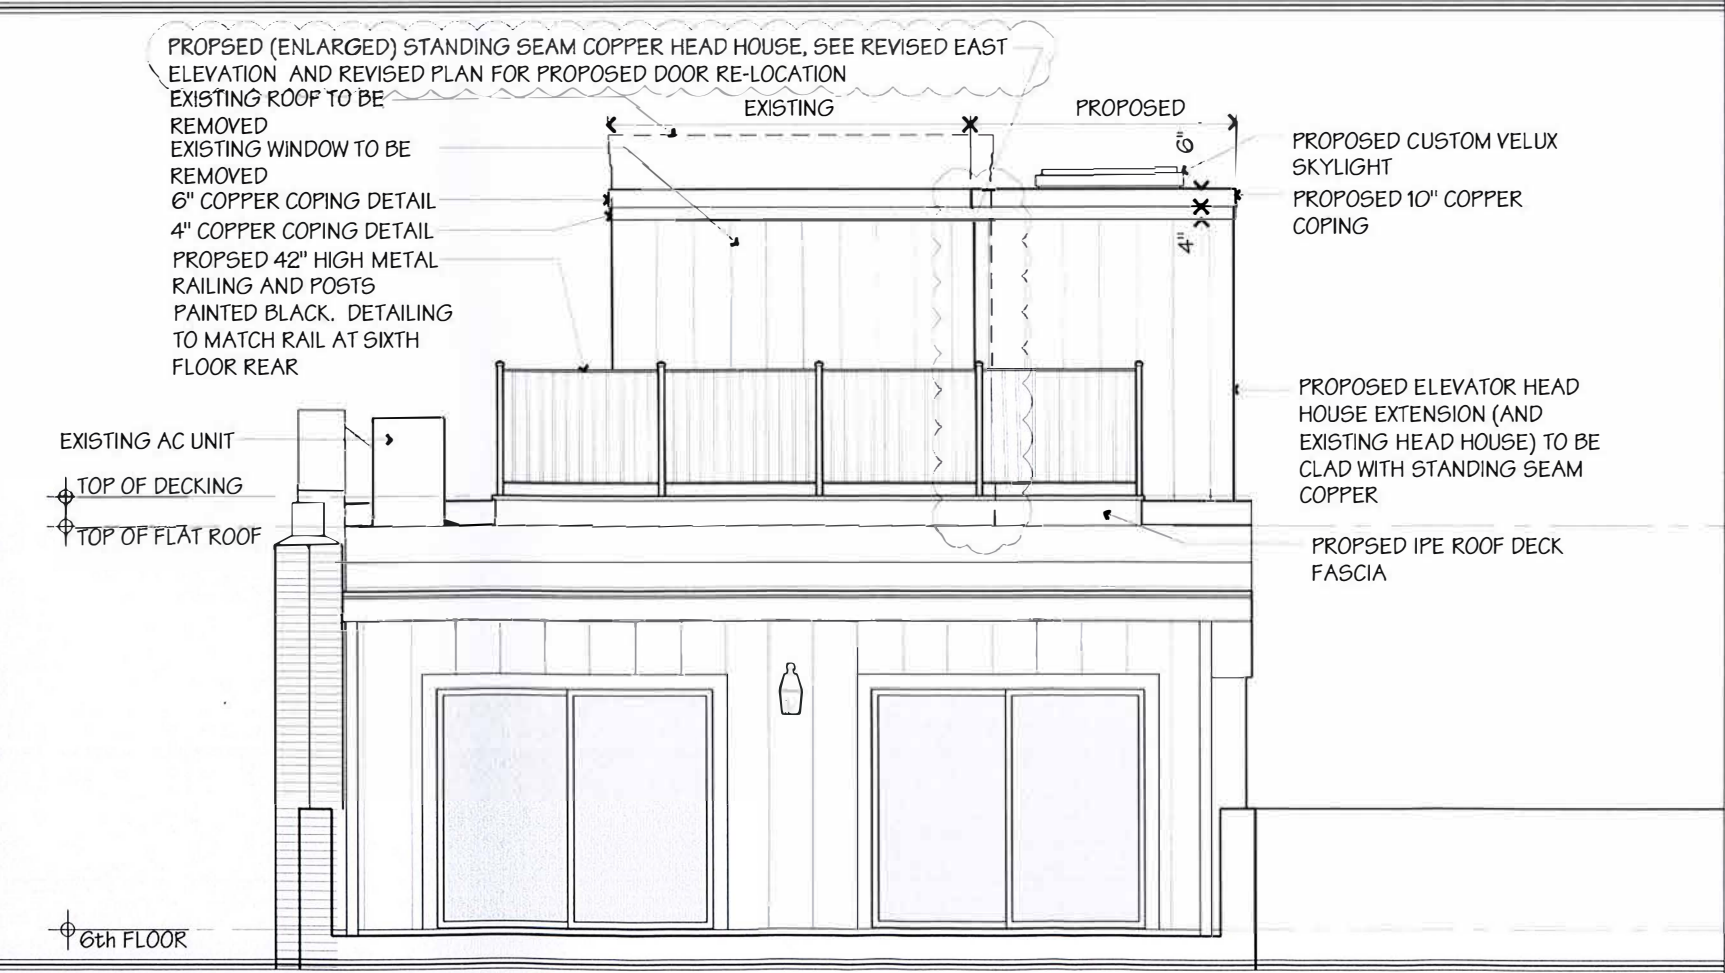 PROPSED (ENLARGED) STANDING SEAM COPPER HEAD HOUSE, SEE REVISED EAST
ELEVATION AND REVISED PLAN FOR PROPOSED DOOR RE-LOCATION
EXISTING ROOF TO BE
REMOVED
EXISTING WINDOW TO BE
REMOVED
6" COPPER COPING DETAIL
4" COPPER COPING DETAIL
PROPSED 42" HIGH METAL
RAILING AND POSTS
PAINTED BLACK. DETAILING
TO MATCH RAIL AT SIXTH
FLOOR REAR
EXISTING AC UNIT
TOP OF DECKING
TOP OF FLAT ROOF
6th FLOOR
EXISTING
PROPOSED
6"
4"
PROPOSED CUSTOM VELUX
SKYLIGHT
PROPOSED 10" COPPER
COPING
PROPOSED ELEVATOR HEAD
HOUSE EXTENSION (AND
EXISTING HEAD HOUSE) TO BE
CLAD WITH STANDING SEAM
COPPER
PROPSED IPE ROOF DECK
FASCIA